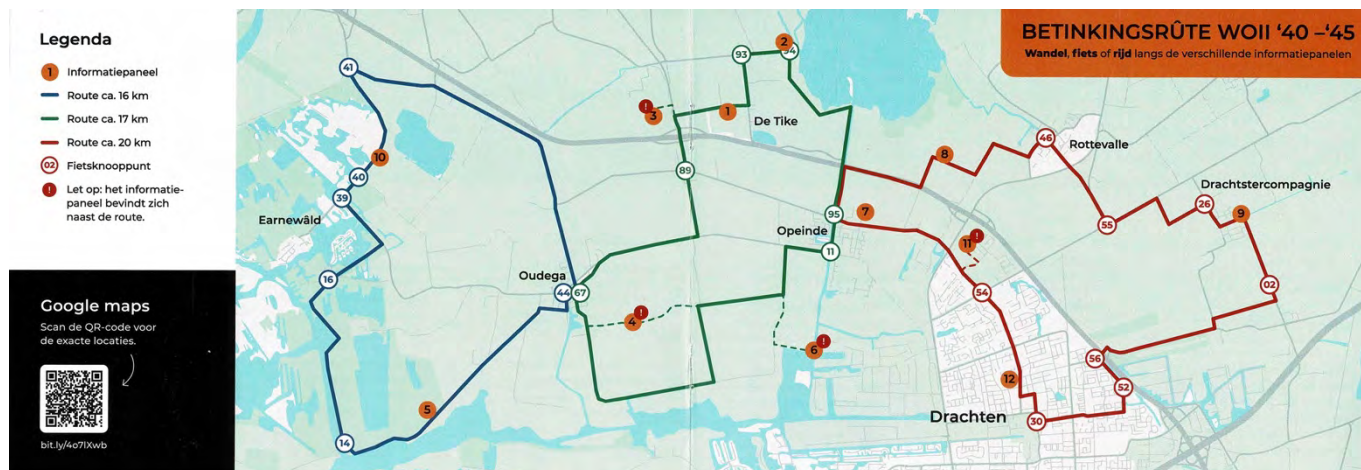 Legenda
1 Informatiepaneel
Route ca. 16 km
Route ca. 17 km
Route ca. 20 km
02 Fietsknooppunt
! Let op: het informatie-
paneel bevindt zich
naast de route.
Google maps
Scan de QR-code voor
de exacte locaties.
bit.ly/4o7lXwb
BETINKINGSRÛTE WOII '40 –'45
Wandel, fiets of rijd langs de verschillende informatiepanelen
41
10
40
39
Earnewâld
16
14
5
Oudega
44
67
93
2
94
!
3
1
De Tike
89
95
7
Opeinde
11
!
4
!
6
8
46
Rottevalle
Drachtstercompagnie
26
9
55
11
!
02
54
56
52
12
Drachten
30